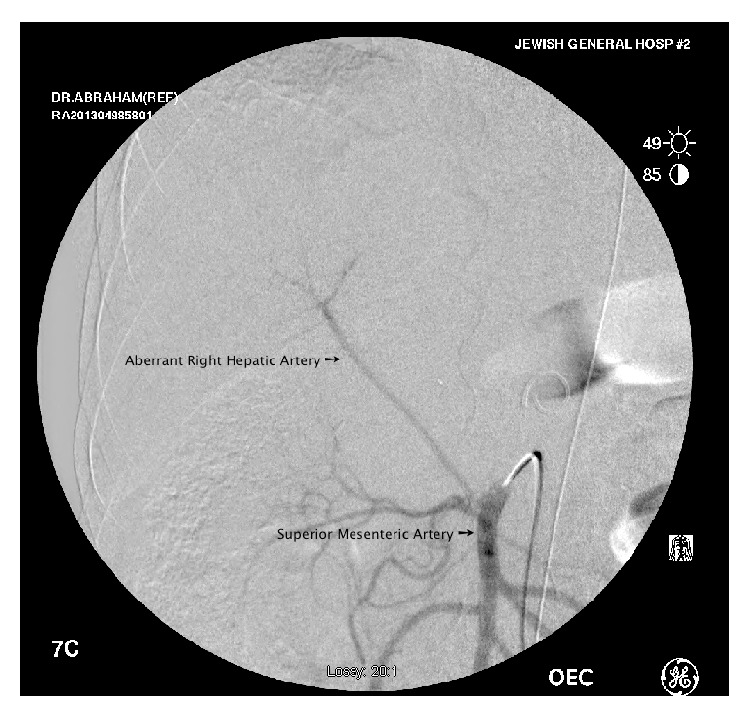 JEWISH GENERAL HOSP #2
DR.ABRAHAM(REF)
RA201304985801
49
85
Aberrant Right Hepatic Artery →
Superior Mesenteric Artery →
7C
Lossy: 20:1
OEC
GE